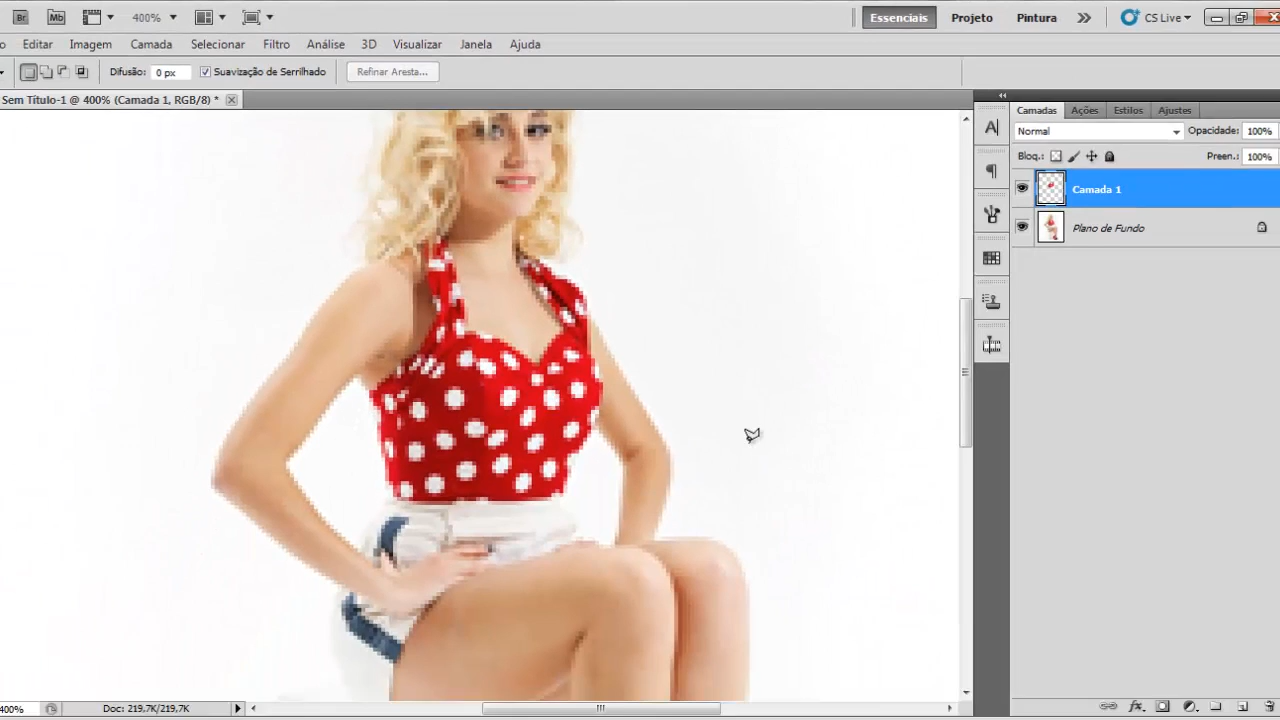 Br Mb 400% Essenciais Projeto Pintura CS Live
Editar Imagem Camada Selecionar Filtro Análise 3D Visualizar Janela Ajuda
Difusão: 0 px Suavização de Serrilhado Refinar Aresta...
Sem Título-1 @ 400% (Camada 1, RGB/8) *
Camadas Ações Estilos Ajustes
Normal Opacidade: 100%
Bloq.: Preen.: 100%
Camada 1
Plano de Fundo
400% Doc: 219,7K/219,7K